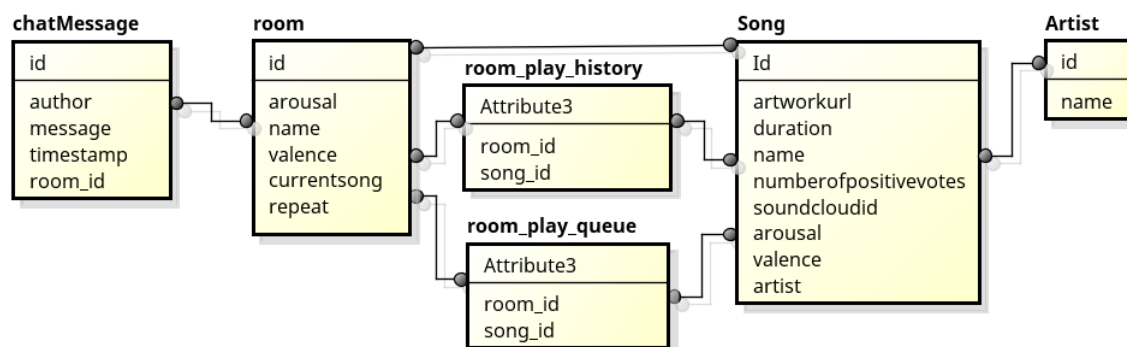 chatMessage
id
author
message
timestamp
room_id
room
id
arousal
name
valence
currentsong
repeat
room_play_history
Attribute3
room_id
song_id
room_play_queue
Attribute3
room_id
song_id
Song
Id
artworkurl
duration
name
numberofpositivevotes
soundcloudid
arousal
valence
artist
Artist
id
name